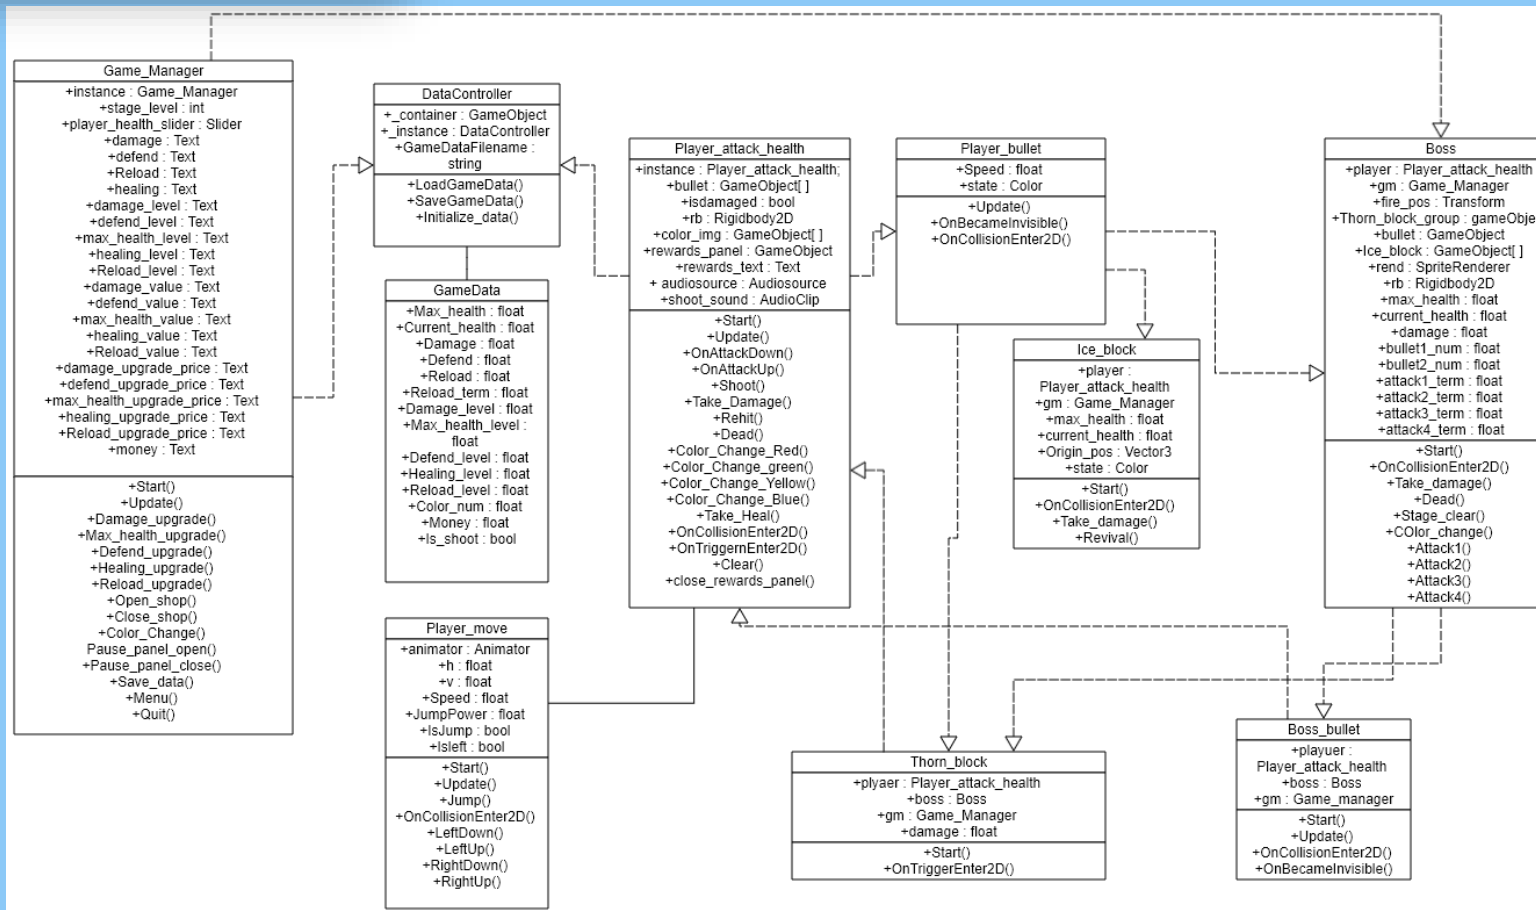 Game_Manager
+instance : Game_Manager
+stage_level : int
+player_health_slider : Slider
+damage : Text
+defend : Text
+Reload : Text
+healing : Text
+damage_level : Text
+defend_level : Text
+max_health_level : Text
+healing_level : Text
+Reload_level : Text
+damage_value : Text
+defend_value : Text
+max_health_value : Text
+healing_value : Text
+Reload_value : Text
+damage_upgrade_price : Text
+defend_upgrade_price : Text
+max_health_upgrade_price : Text
+healing_upgrade_price : Text
+Reload_upgrade_price : Text
+money : Text
+Start()
+Update()
+Damage_upgrade()
+Max_health_upgrade()
+Defend_upgrade()
+Healing_upgrade()
+Reload_upgrade()
+Open_shop()
+Close_shop()
+Color_Change()
Pause_panel_open()
+Pause_panel_close()
+Save_data()
+Menu()
+Quit()
DataController
+_container : GameObject
+_instance : DataController
+GameDataFilename :
string
+LoadGameData()
+SaveGameData()
+Initialize_data()
GameData
+Max_health : float
+Current_health : float
+Damage : float
+Defend : float
+Reload : float
+Reload_term : float
+Damage_level : float
+Max_health_level :
float
+Defend_level : float
+Healing_level : float
+Reload_level : float
+Color_num : float
+Money : float
+Is_shoot : bool
Player_move
+animator : Animator
+h : float
+v : float
+Speed : float
+JumpPower : float
+IsJump : bool
+Isleft : bool
+Start()
+Update()
+Jump()
+OnCollisionEnter2D()
+LeftDown()
+LeftUp()
+RightDown()
+RightUp()
Player_attack_health
+instance : Player_attack_health;
+bullet : GameObject[ ]
+isdamaged : bool
+rb : Rigidbody2D
+color_img : GameObject[ ]
+rewards_panel : GameObject
+rewards_text : Text
+ audiosource : Audiosource
+shoot_sound : AudioClip
+Start()
+Update()
+OnAttackDown()
+OnAttackUp()
+Shoot()
+Take_Damage()
+Rehit()
+Dead()
+Color_Change_Red()
+Color_Change_green()
+Color_Change_Yellow()
+Color_Change_Blue()
+Take_Heal()
+OnCollisionEnter2D()
+OnTriggernEnter2D()
+Clear()
+close_rewards_panel()
Player_bullet
+Speed : float
+state : Color
+Update()
+OnBecameInvisible()
+OnCollisionEnter2D()
Ice_block
+player :
Player_attack_health
+gm : Game_Manager
+max_health : float
+current_health : float
+Origin_pos : Vector3
+state : Color
+Start()
+OnCollisionEnter2D()
+Take_damage()
+Revival()
Boss
+player : Player_attack_health
+gm : Game_Manager
+fire_pos : Transform
+Thorn_block_group : gameObje
+bullet : GameObject
+Ice_block : GameObject[ ]
+rend : SpriteRenderer
+rb : Rigidbody2D
+max_health : float
+current_health : float
+damage : float
+bullet1_num : float
+bullet2_num : float
+attack1_term : float
+attack2_term : float
+attack3_term : float
+attack4_term : float
+Start()
+OnCollisionEnter2D()
+Take_damage()
+Dead()
+Stage_clear()
+COlor_change()
+Attack1()
+Attack2()
+Attack3()
+Attack4()
Thorn_block
+plyaer : Player_attack_health
+boss : Boss
+gm : Game_Manager
+damage : float
+Start()
+OnTriggerEnter2D()
Boss_bullet
+playuer :
Player_attack_health
+boss : Boss
+gm : Game_manager
+Start()
+Update()
+OnCollisionEnter2D()
+OnBecameInvisible()